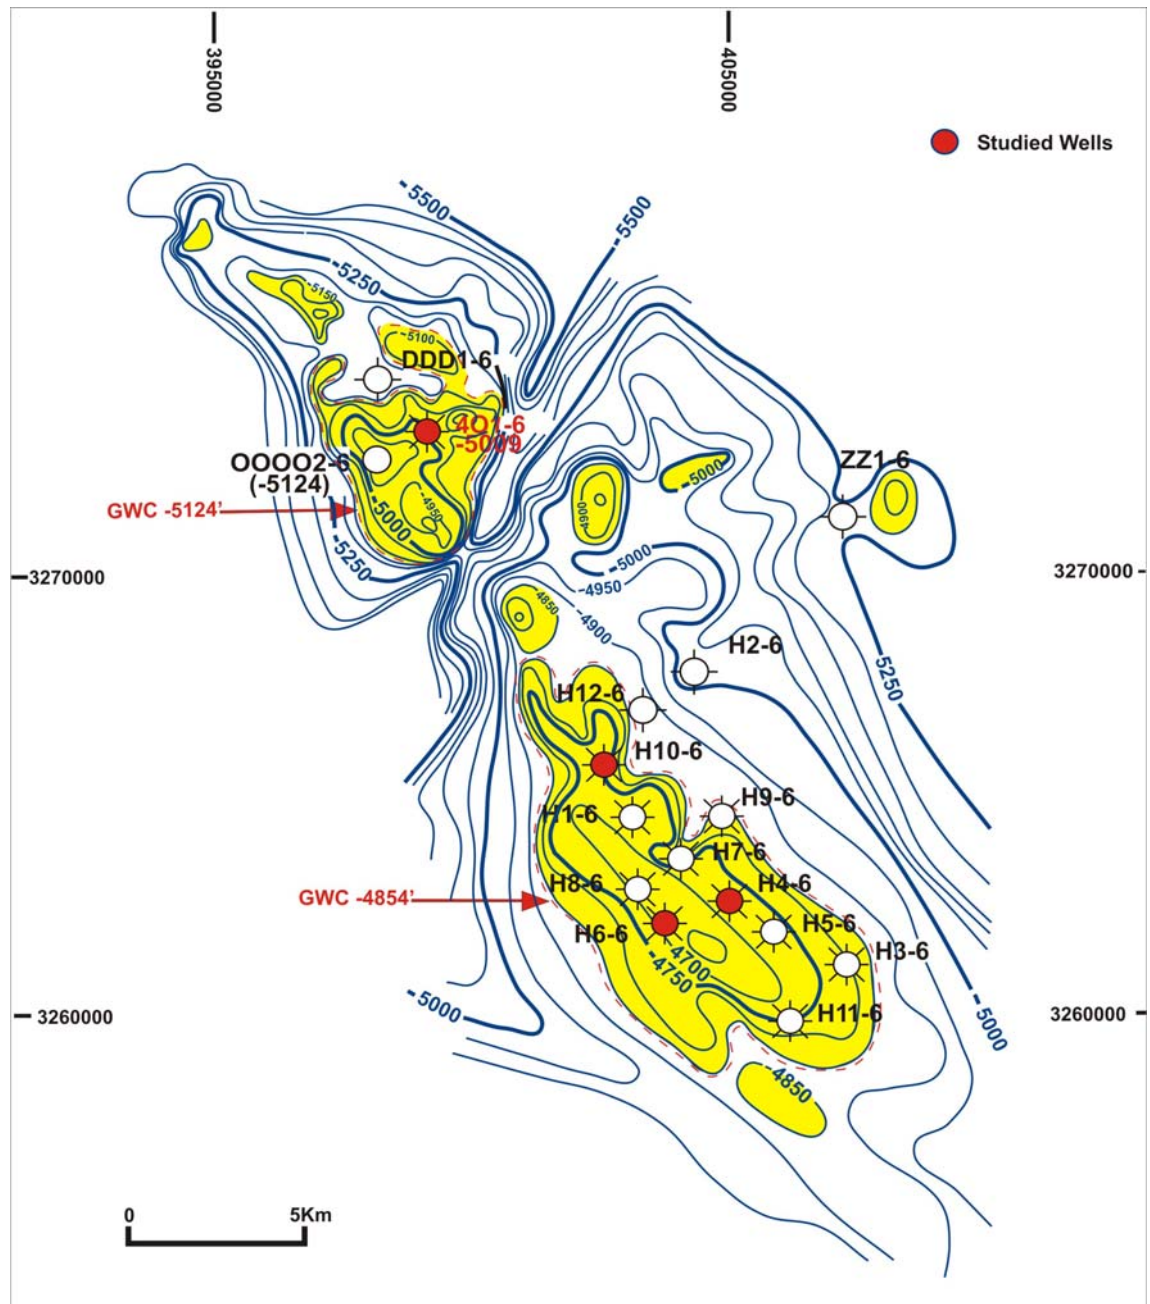 395000
405000
Studied Wells
-5500
-5500
-5250
-5150
-5100
DDD1-6
4O1-6
-5009
OOOO2-6
(-5124)
ZZ1-6
-5000
GWC -5124'
-5000
-4950
4900
-5250
-5000
3270000
3270000
-4950
4850
-4900
H2-6
5250
H12-6
H10-6
H1-6
H9-6
H7-6
H8-6
H4-6
GWC -4854'
H5-6
H6-6
H3-6
4700
-4750
-5000
H11-6
3260000
3260000
-5000
-4850
0
5Km